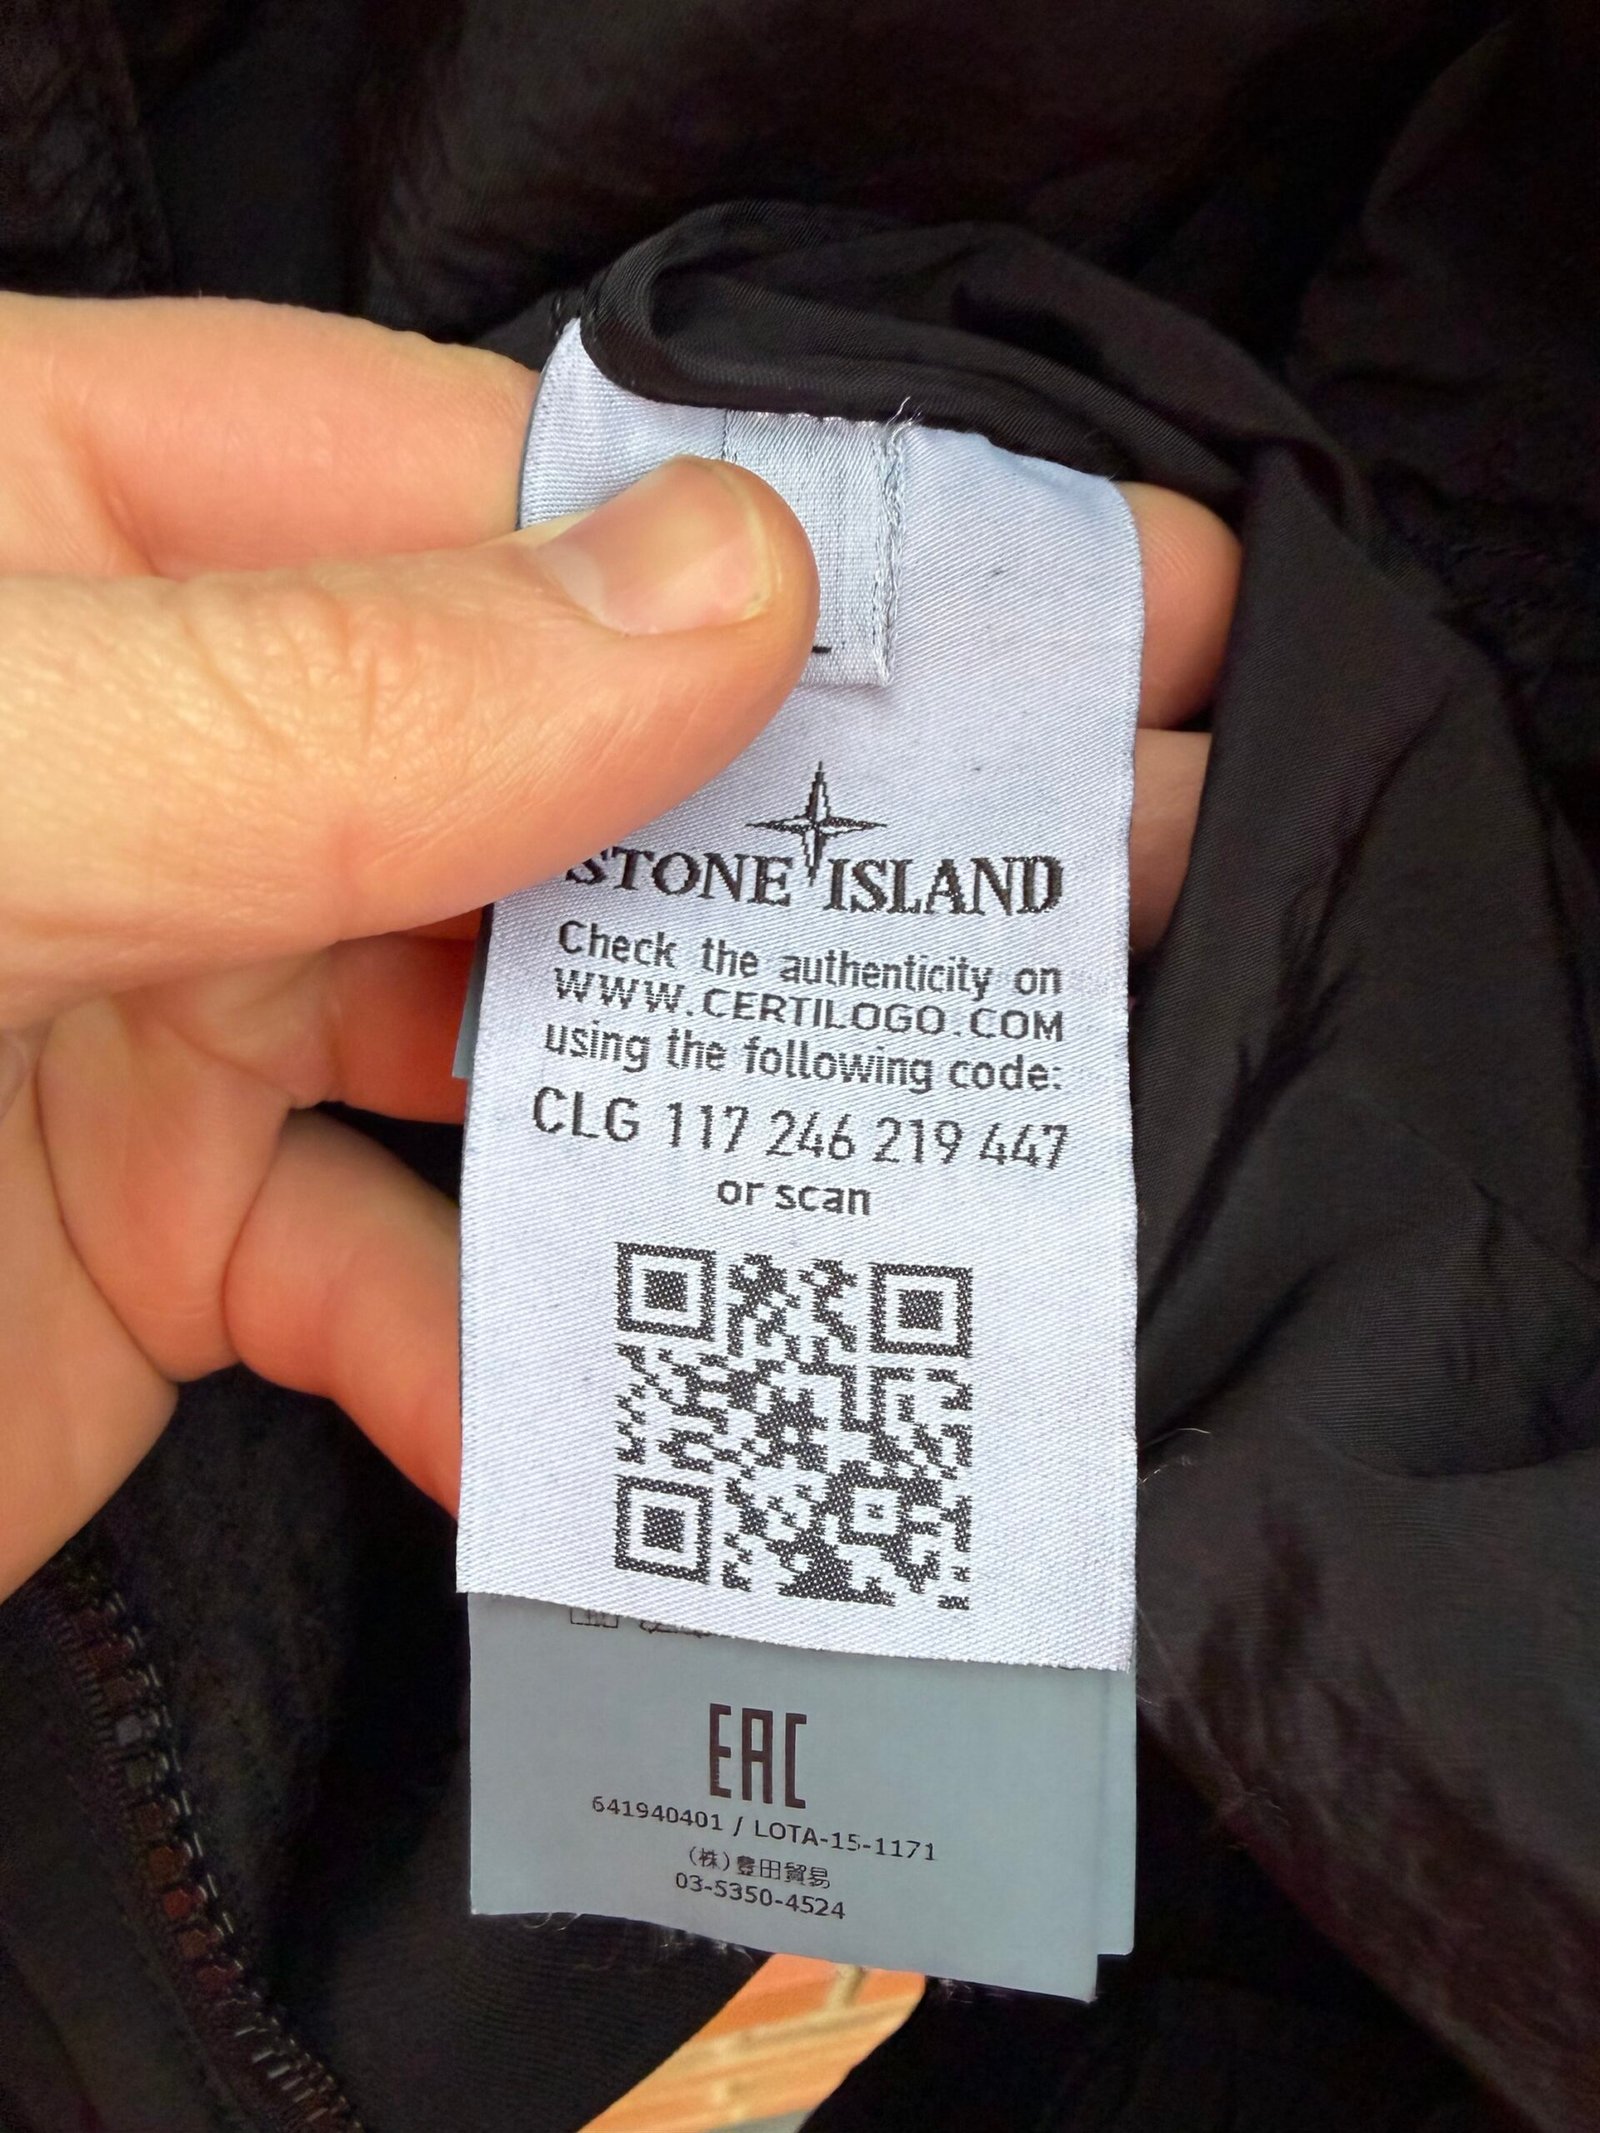 STONE ISLAND
Check the authenticity on
WWW.CERTILOGO.COM
using the following code:
CLG 117 246 219 447
or scan
EAC
641940401 / LOTA-15-1171
(株)豊田貿易
03-5350-4524